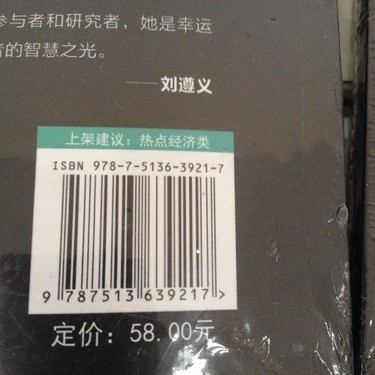 参与者和研究者，她是幸运
者的智慧之光。
——刘遵义
上架建议：热点经济类
ISBN 978-7-5136-3921-7
9 787513 639217 >
定价：58.00元